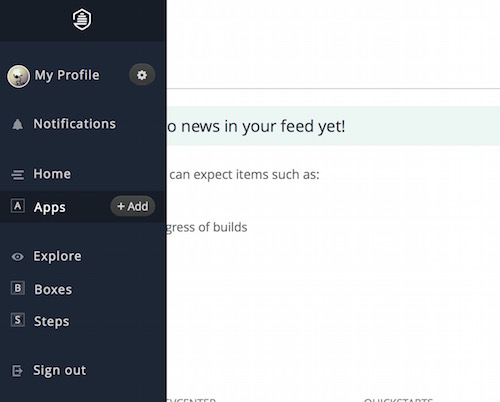 My Profile
Notifications
o news in your feed yet!
Home
can expect items such as:
A Apps + Add
gress of builds
Explore
B Boxes
S Steps
Sign out
QUICKSTARTS